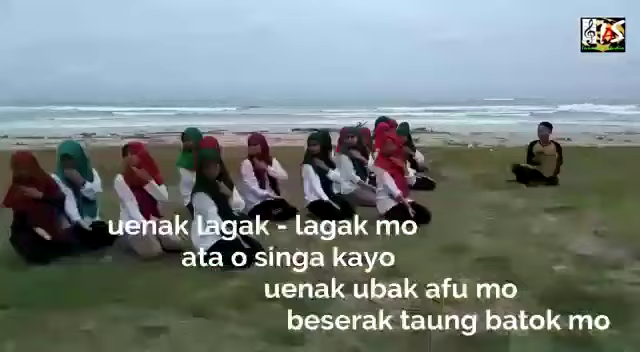 uenak lagak - lagak mo
ata o singa kayo
uenak ubak afu mo
beserak taung batok mo